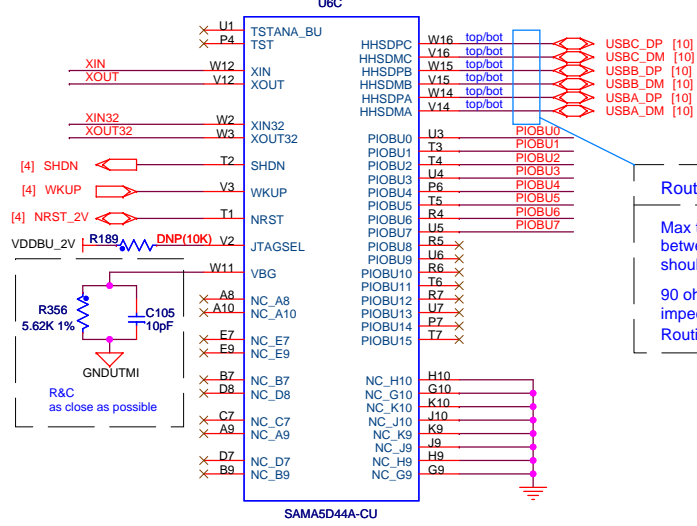 U6C
U1 TSTANA_BU
P4 TST
XIN W12 XIN
XOUT V12 XOUT
XIN32 W2 XIN32
XOUT32 W3 XOUT32
[4] SHDN T2 SHDN
[4] WKUP V3 WKUP
[4] NRST_2V T1 NRST
VDDBU_2V R189 DNP(10K) V2 JTAGSEL
W11 VBG
R356
5.62K 1%
C105
10pF
GNDUTMI
R&C
as close as possible
A8 NC_A8
A10 NC_A10
E7 NC_E7
E9 NC_E9
B7 NC_B7
D8 NC_D8
C7 NC_C7
A9 NC_A9
D7 NC_D7
B9 NC_B9
HHSDPC W16 top/bot USBC_DP [10]
HHSDMC V16 top/bot USBC_DM [10]
HHSDPB W15 top/bot USBB_DP [10]
HHSDMB V15 top/bot USBB_DM [10]
HHSDPA W14 top/bot USBA_DP [10]
HHSDMA V14 top/bot USBA_DM [10]
PIOBU0 U3 PIOBU0
PIOBU1 T3 PIOBU1
PIOBU2 T4 PIOBU2
PIOBU3 U4 PIOBU3
PIOBU4 P6 PIOBU4
PIOBU5 T5 PIOBU5
PIOBU6 R4 PIOBU6
PIOBU7 U5 PIOBU7
PIOBU8 R5
PIOBU9 U6
PIOBU10 R6
PIOBU11 T6
PIOBU12 R7
PIOBU13 U7
PIOBU14 P7
PIOBU15 T7
NC_H10 H10
NC_G10 G10
NC_K10 K10
NC_J10 J10
NC_K9 K9
NC_J9 J9
NC_H9 H9
NC_G9 G9
SAMA5D44A-CU
Max
90